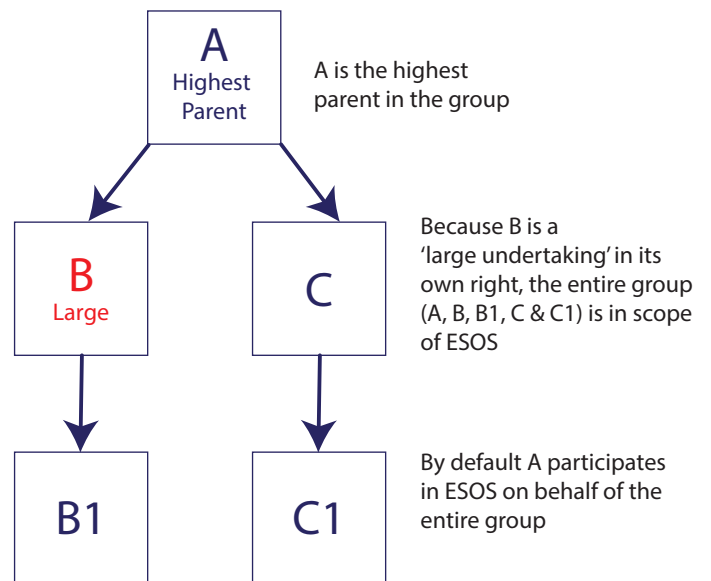 A
Highest
Parent
A is the highest
parent in the group
B
Large
C
Because B is a
‘large undertaking’ in its
own right, the entire group
(A, B, B1, C & C1) is in scope
of ESOS
B1
C1
By default A participates
in ESOS on behalf of the
entire group